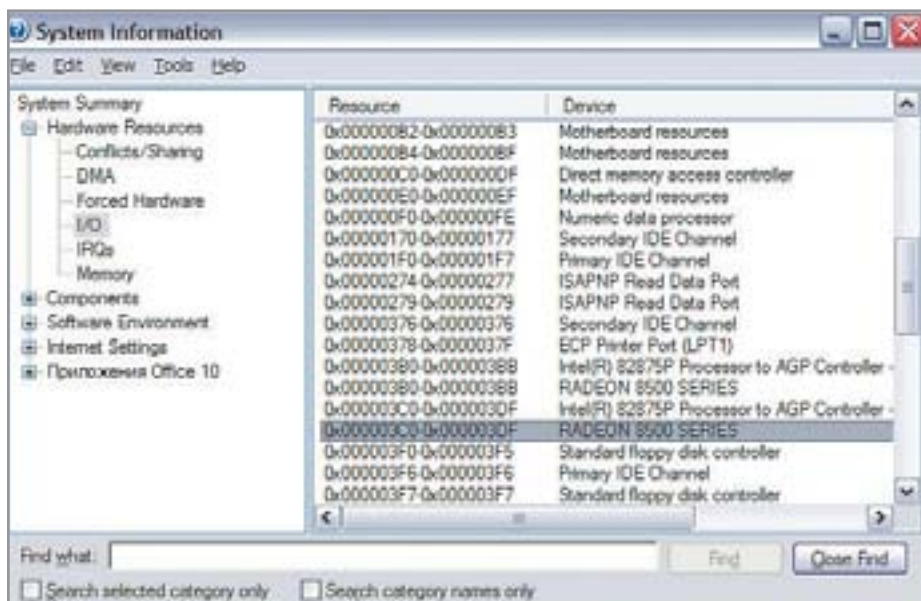 System Information
File Edit View Tools Help
System Summary
Hardware Resources
Conflicts/Sharing
DMA
Forced Hardware
I/O
IRQs
Memory
Components
Software Environment
Internet Settings
Приложения Office 10
Resource Device
0x000000B2-0x000000B3 Motherboard resources
0x000000B4-0x000000BF Motherboard resources
0x000000C0-0x000000DF Direct memory access controller
0x000000E0-0x000000EF Motherboard resources
0x000000F0-0x000000FE Numeric data processor
0x00000170-0x00000177 Secondary IDE Channel
0x000001F0-0x000001F7 Primary IDE Channel
0x00000274-0x00000277 ISAPNP Read Data Port
0x00000279-0x00000279 ISAPNP Read Data Port
0x00000376-0x00000376 Secondary IDE Channel
0x00000378-0x0000037F ECP Printer Port (LPT1)
0x000003B0-0x000003BB Intel(R) 82875P Processor to AGP Controller -
0x000003B0-0x000003BB RADEON 8500 SERIES
0x000003C0-0x000003DF Intel(R) 82875P Processor to AGP Controller -
0x000003C0-0x000003DF RADEON 8500 SERIES
0x000003F0-0x000003F5 Standard floppy disk controller
0x000003F6-0x000003F6 Primary IDE Channel
0x000003F7-0x000003F7 Standard floppy disk controller
Find what: Find Close Find
Search selected category only Search category names only